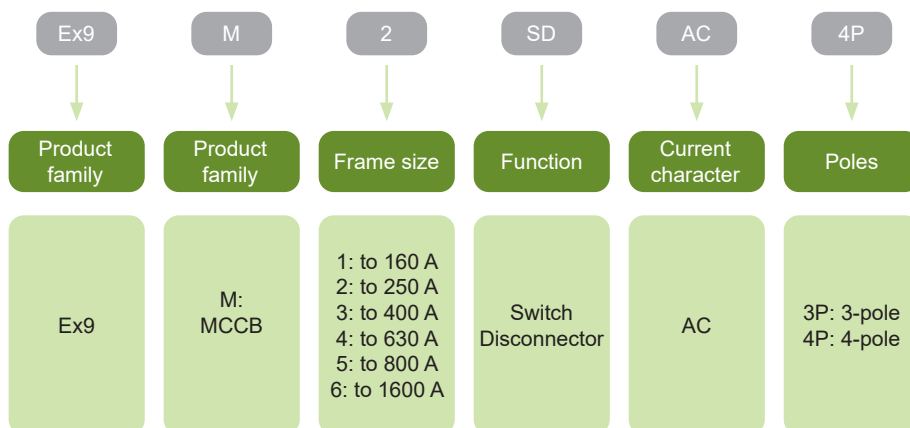 Ex9
M
2
SD
AC
4P
Product
family
Product
family
Frame size
Function
Current
character
Poles
Ex9
M:
MCCB
1: to 160 A
2: to 250 A
3: to 400 A
4: to 630 A
5: to 800 A
6: to 1600 A
Switch
Disconnector
AC
3P: 3-pole
4P: 4-pole